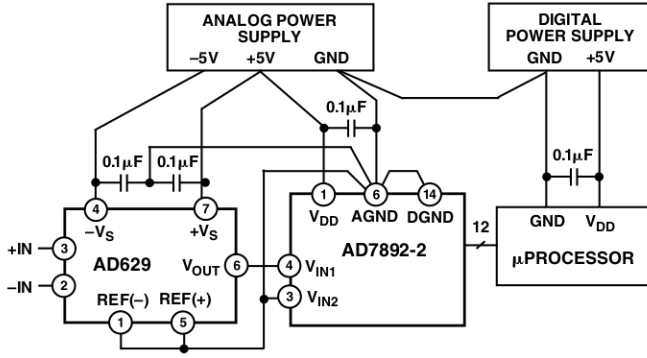 ANALOG POWER
SUPPLY
–5V +5V GND
DIGITAL
POWER SUPPLY
GND +5V
0.1µF
0.1µF 0.1µF
0.1µF
4 7
–VS +VS
1 6 14
VDD AGND DGND
GND VDD
12
+IN 3
AD629
AD7892-2
µPROCESSOR
VOUT 6 4 VIN1
–IN 2
REF(–) REF(+)
3 VIN2
1 5